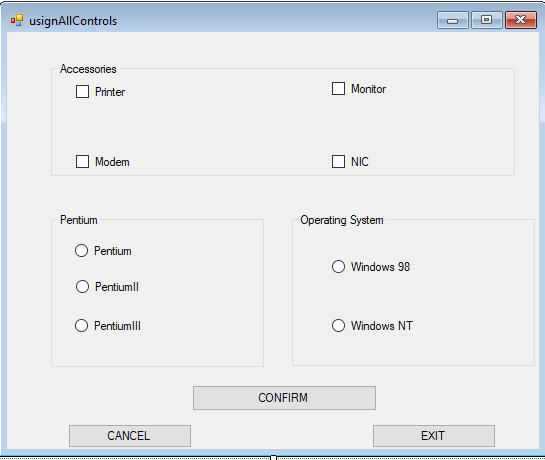 usignAllControls
Accessories
Printer
Monitor
Modem
NIC
Pentium
Operating System
Pentium
Windows 98
PentiumII
PentiumIII
Windows NT
CONFIRM
CANCEL
EXIT